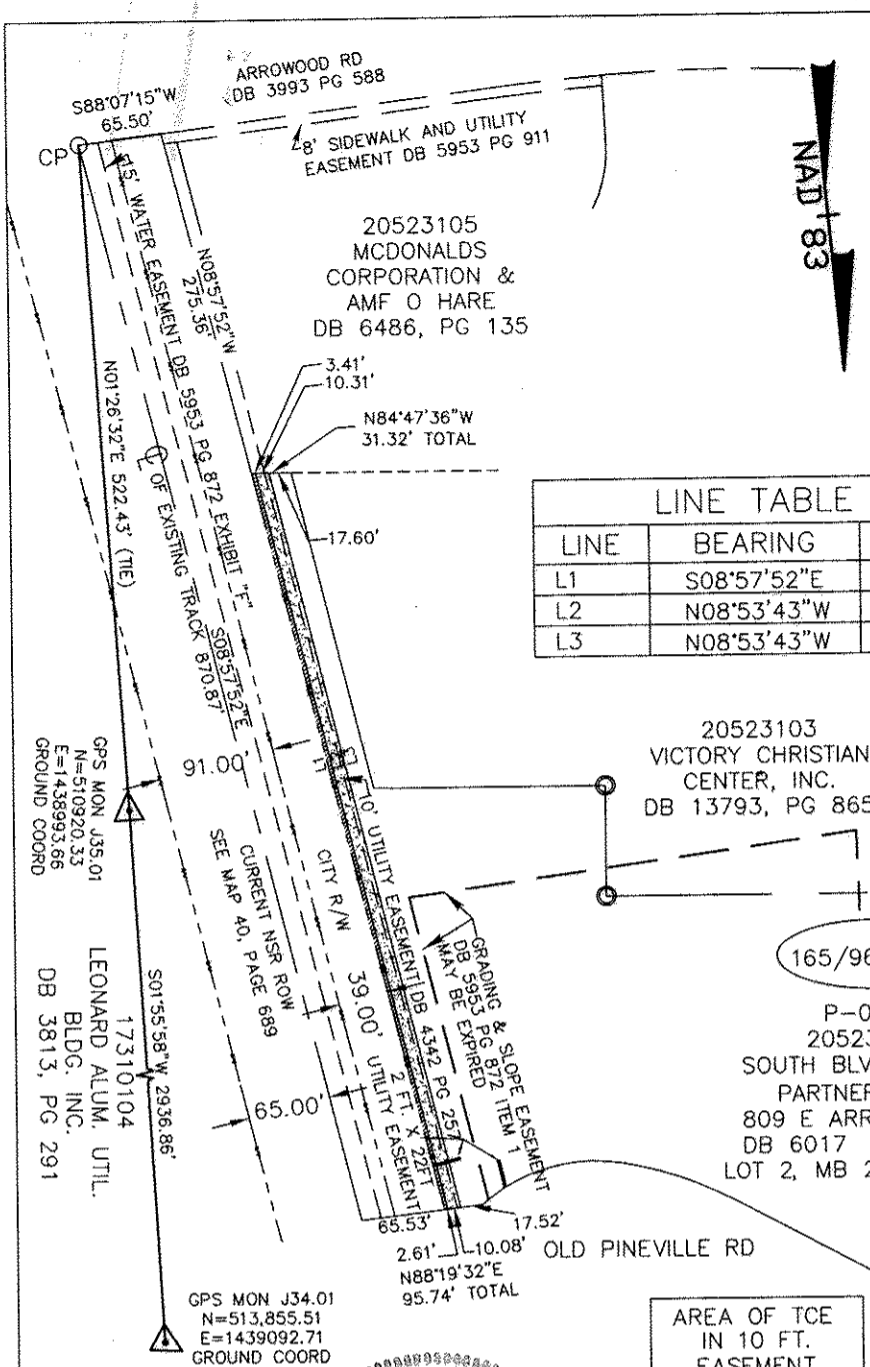 ARROWOOD RD
DB 3993 PG 588
S88°07'15"W
65.50'
CP
8' SIDEWALK AND UTILITY
EASEMENT DB 5953 PG 911
NAD 83
15' WATER EASEMENT DB 5953 PG 872 EXHIBIT "F"
N08°57'52"W
275.36'
20523105
MCDONALDS
CORPORATION &
AMF O HARE
DB 6486, PG 135
3.41'
10.31'
N84°47'36"W
31.32' TOTAL
17.60'
N01°26'32"E 522.43' (TIE)
CL OF EXISTING TRACK 870.87'
S08°57'52"E
LINE TABLE
LINE BEARING
L1 S08°57'52"E
L2 N08°53'43"W
L3 N08°53'43"W
20523103
VICTORY CHRISTIAN
CENTER, INC.
DB 13793, PG 865
GPS MON J35.01
N=510920.33
E=1438993.66
GROUND COORD
91.00'
L3
L1
10' UTILITY EASEMENT DB 4342 PG 257
CITY R/W
CURRENT NSR ROW
SEE MAP 40, PAGE 689
39.00'
2 FT. X 22FT
UTILITY EASEMENT
GRADING & SLOPE EASEMENT
DB 5953 PG 872 ITEM 1
MAY BE EXPIRED
165/96
P-0
20523
SOUTH BLV
PARTNER
809 E ARR
DB 6017
LOT 2, MB 2
65.00'
S01°55'58"W 2936.86'
17310104
LEONARD ALUM. UTIL.
BLDG. INC.
DB 3813, PG 291
65.53'
17.52'
2.61'
10.08'
OLD PINEVILLE RD
N88°19'32"E
95.74' TOTAL
GPS MON J34.01
N=513,855.51
E=1439092.71
GROUND COORD
AREA OF TCE
IN 10 FT.
EASEMENT